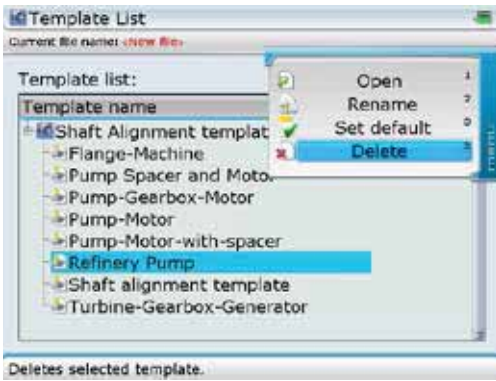 Template List
Current file name: <New file>
Template list:
Template name
Shaft Alignment templat
Flange-Machine
Pump Spacer and Motor
Pump-Gearbox-Motor
Pump-Motor
Pump-Motor-with-spacer
Refinery Pump
Shaft alignment template
Turbine-Gearbox-Generator
Open 1
Rename
Set default
Delete
menu
Deletes selected template.